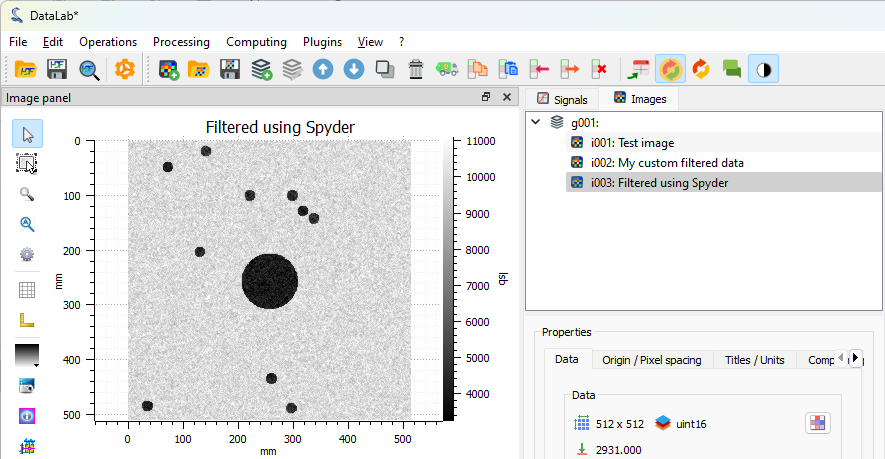 DataLab*
File Edit Operations Processing Computing Plugins View ?
Image panel
Signals Images
g001:
i001: Test image
i002: My custom filtered data
i003: Filtered using Spyder
Filtered using Spyder
0
100
200
300
400
500
mm
0 100 200 300 400 500
mm
11000
10000
9000
8000
7000
6000
5000
4000
lsb
Properties
Data Origin / Pixel spacing Titles / Units
Data
512 x 512 uint16
2931.000